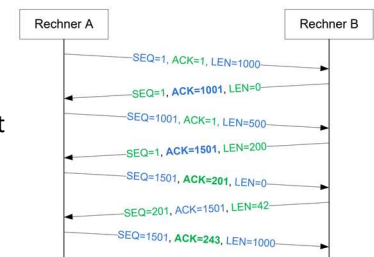 Rechner A
Rechner B
SEQ=1, ACK=1, LEN=1000
SEQ=1, ACK=1001, LEN=0
SEQ=1001, ACK=1, LEN=500
t
SEQ=1, ACK=1501, LEN=200
SEQ=1501, ACK=201, LEN=0
SEQ=201, ACK=1501, LEN=42
SEQ=1501, ACK=243, LEN=1000